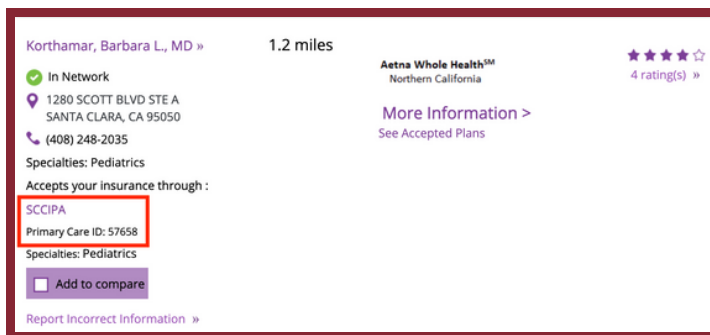 Korthamar, Barbara L., MD »
In Network
1280 SCOTT BLVD STE A
SANTA CLARA, CA 95050
(408) 248-2035
Specialties: Pediatrics
Accepts your insurance through :
SCCIPA
Primary Care ID: 57658
Specialties: Pediatrics
Add to compare
Report Incorrect Information »
1.2 miles
Aetna Whole Health℠
Northern California
More Information >
See Accepted Plans
4 rating(s) »